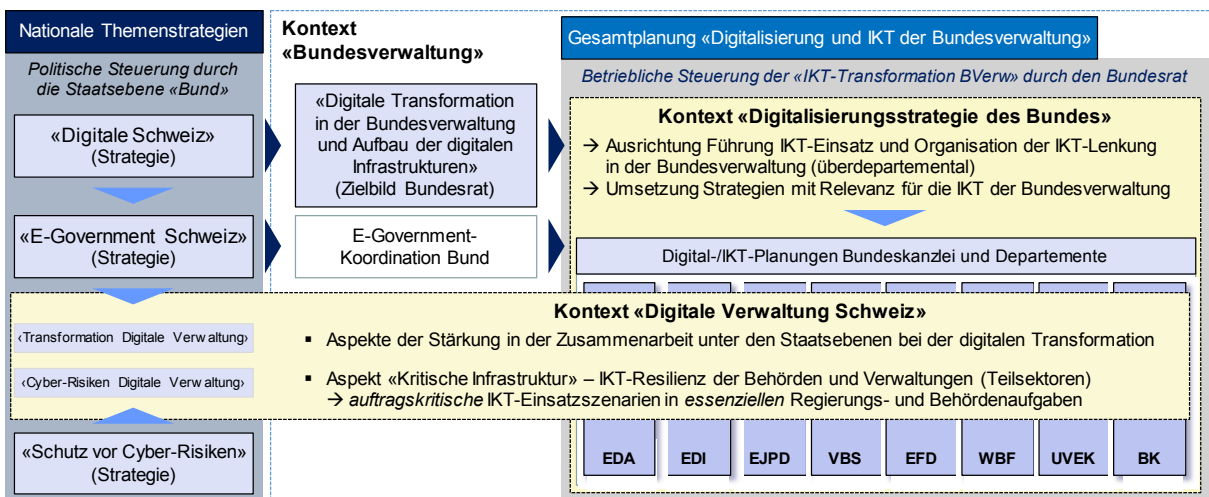 Nationale Themenstrategien
Politische Steuerung durch
die Staatsebene «Bund»
«Digitale Schweiz»
(Strategie)
«E-Government Schweiz»
(Strategie)
‹Transformation Digitale Verwaltung›
‹Cyber-Risiken Digitale Verwaltung›
«Schutz vor Cyber-Risiken»
(Strategie)
Kontext
«Bundesverwaltung»
«Digitale Transformation
in der Bundesverwaltung
und Aufbau der digitalen
Infrastrukturen»
(Zielbild Bundesrat)
E-Government-
Koordination Bund
Gesamtplanung «Digitalisierung und IKT der Bundesverwaltung»
Betriebliche Steuerung der «IKT-Transformation BVerw» durch den Bundesrat
Kontext «Digitalisierungsstrategie des Bundes»
→ Ausrichtung Führung IKT-Einsatz und Organisation der IKT-Lenkung
in der Bundesverwaltung (überdepartemental)
→ Umsetzung Strategien mit Relevanz für die IKT der Bundesverwaltung
Digital-/IKT-Planungen Bundeskanzlei und Departemente
Kontext «Digitale Verwaltung Schweiz»
▪ Aspekte der Stärkung in der Zusammenarbeit unter den Staatsebenen bei der digitalen Transformation
▪ Aspekt «Kritische Infrastruktur» – IKT-Resilienz der Behörden und Verwaltungen (Teilsektoren)
→ auftragskritische IKT-Einsatzszenarien in essenziellen Regierungs- und Behördenaufgaben
EDA EDI EJPD VBS EFD WBF UVEK BK